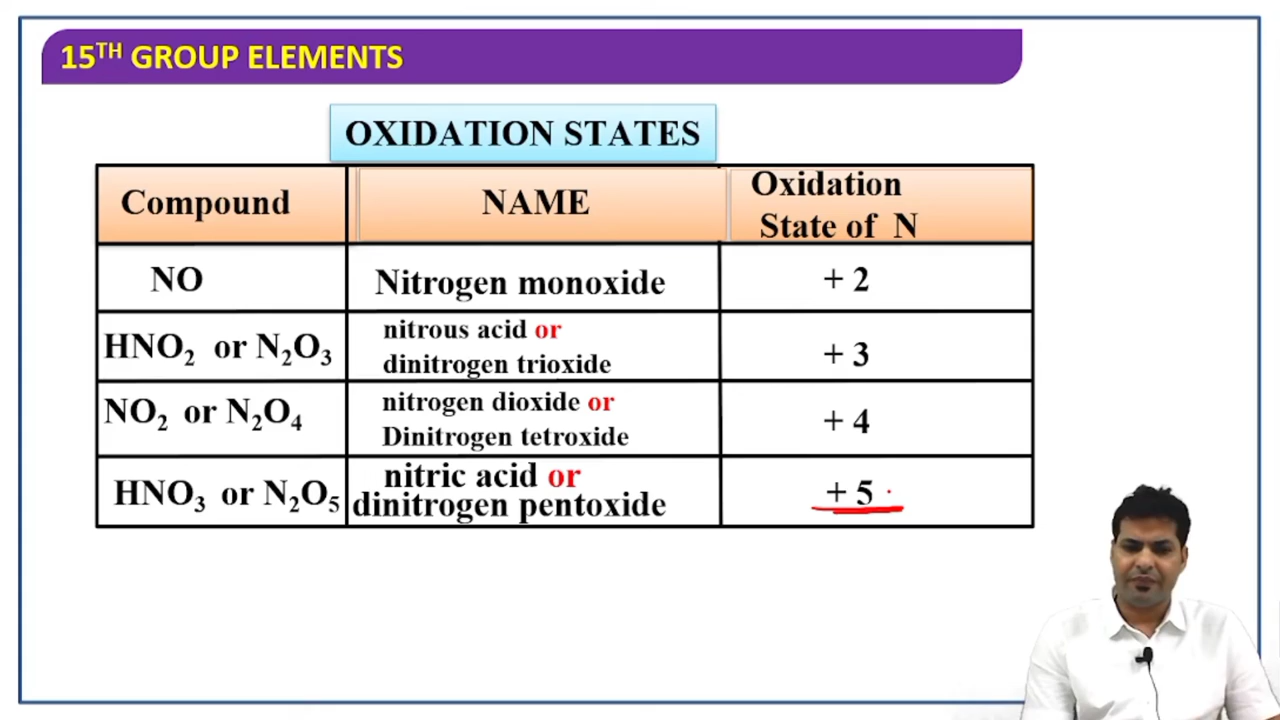 15TH GROUP ELEMENTS
OXIDATION STATES
Compound
NAME
Oxidation
State of N
NO
Nitrogen monoxide
+ 2
HNO₂ or N₂O₃
nitrous acid or
dinitrogen trioxide
+ 3
NO₂ or N₂O₄
nitrogen dioxide or
Dinitrogen tetroxide
+ 4
HNO₃ or N₂O₅
nitric acid or
dinitrogen pentoxide
+ 5